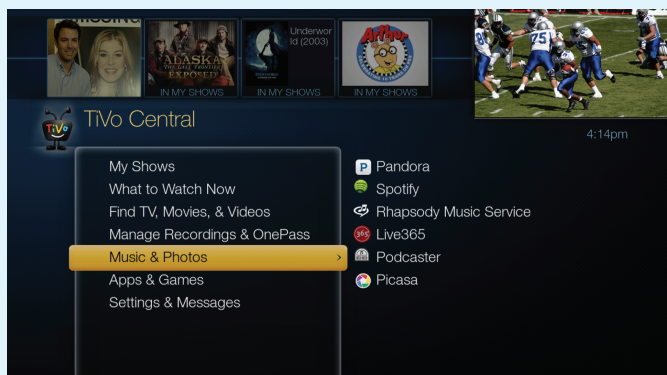 MISSING
ALASKA
THE LAST FRONTIER
EXPOSED
IN MY SHOWS
Underwor
ld (2003)
IN MY SHOWS
Arthur
IN MY SHOWS
TiVo
TiVo Central
4:14pm
My Shows
What to Watch Now
Find TV, Movies, & Videos
Manage Recordings & OnePass
Music & Photos
Apps & Games
Settings & Messages
P Pandora
Spotify
Rhapsody Music Service
365 Live365
Podcaster
Picasa
75